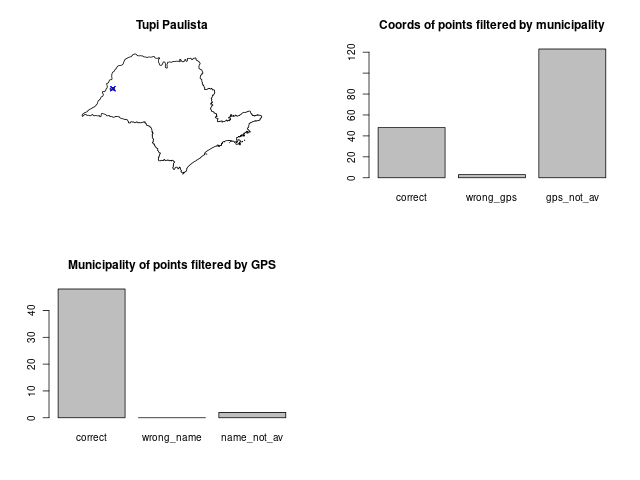 Tupi Paulista
Coords of points filtered by municipality
120
80
60
40
20
0
correct
wrong_gps
gps_not_av
Municipality of points filtered by GPS
40
30
20
10
0
correct
wrong_name
name_not_av